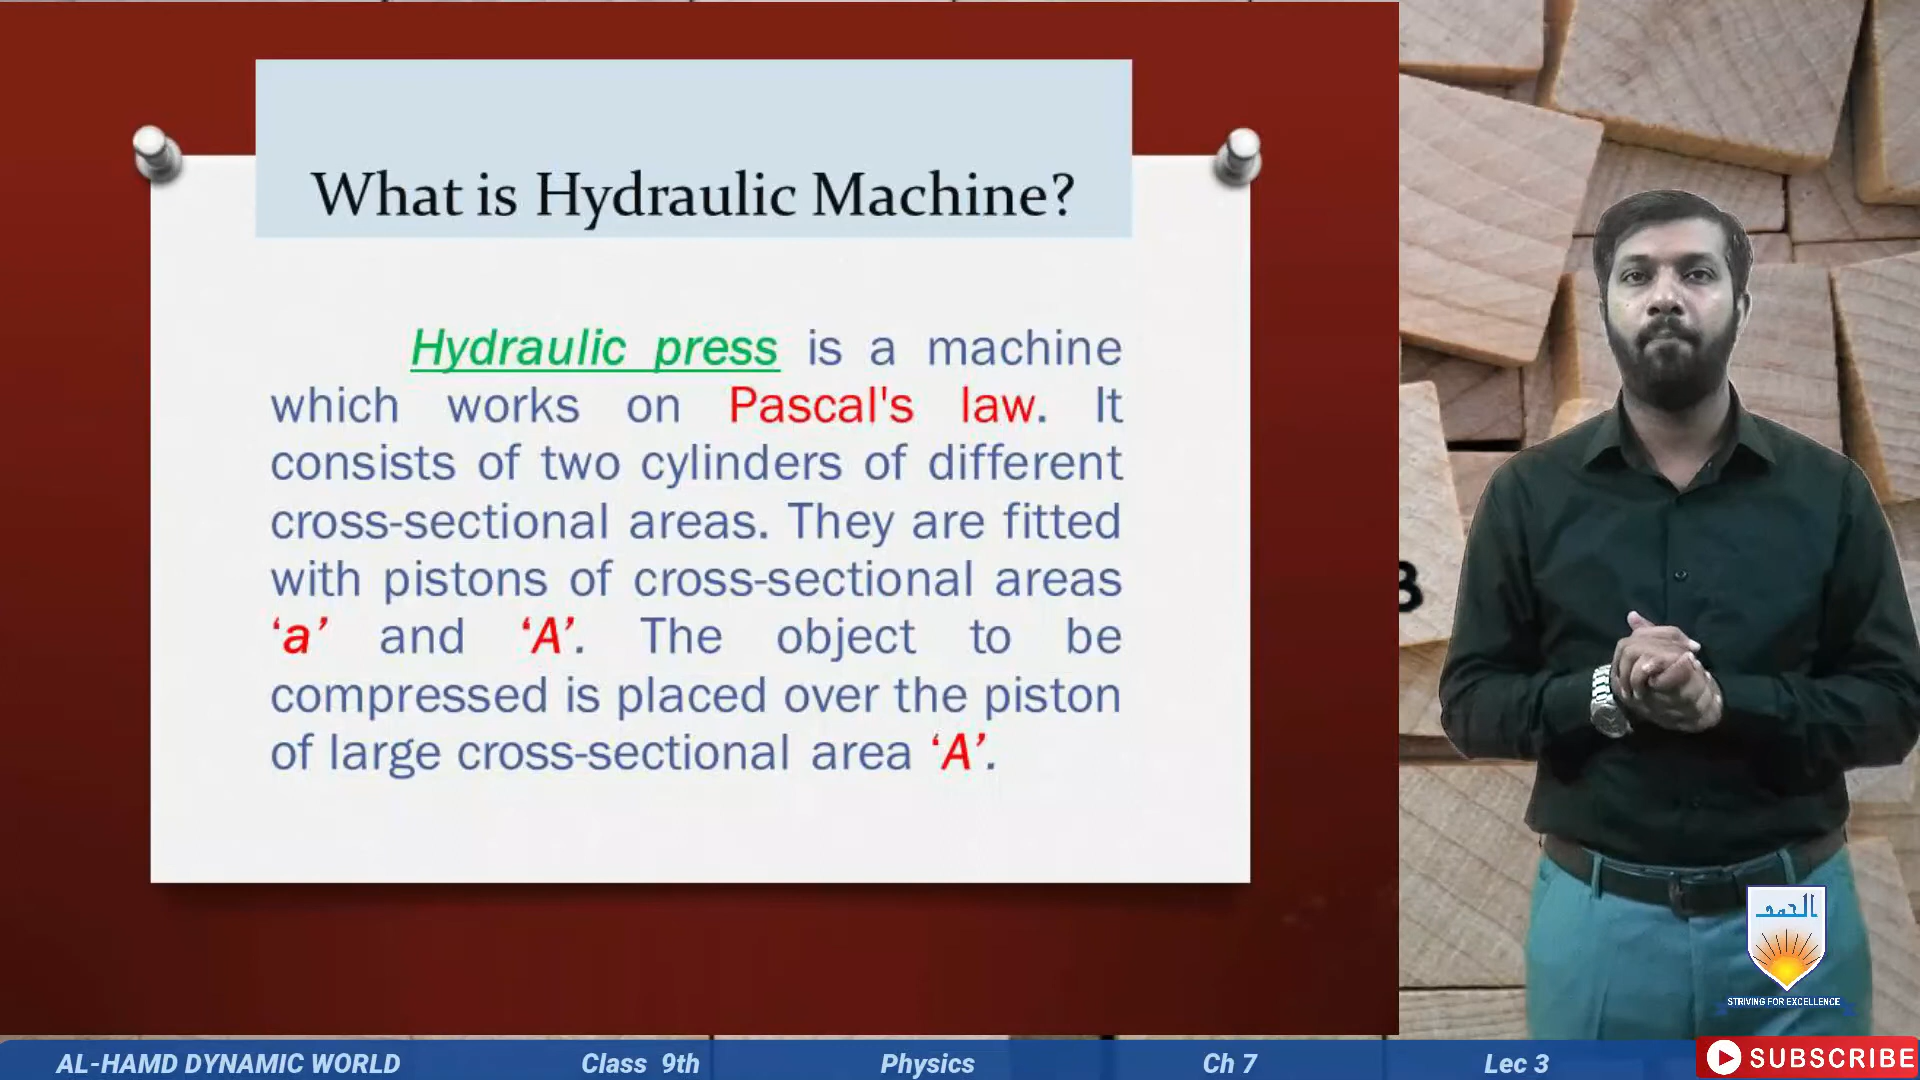 What is Hydraulic Machine?
Hydraulic press is a machine
which works on Pascal's law. It
consists of two cylinders of different
cross-sectional areas. They are fitted
with pistons of cross-sectional areas
‘a’ and ‘A’. The object to be
compressed is placed over the piston
of large cross-sectional area ‘A’.
الحمد
STRIVING FOR EXCELLENCE
AL-HAMD DYNAMIC WORLD Class 9th Physics Ch 7 Lec 3
SUBSCRIBE